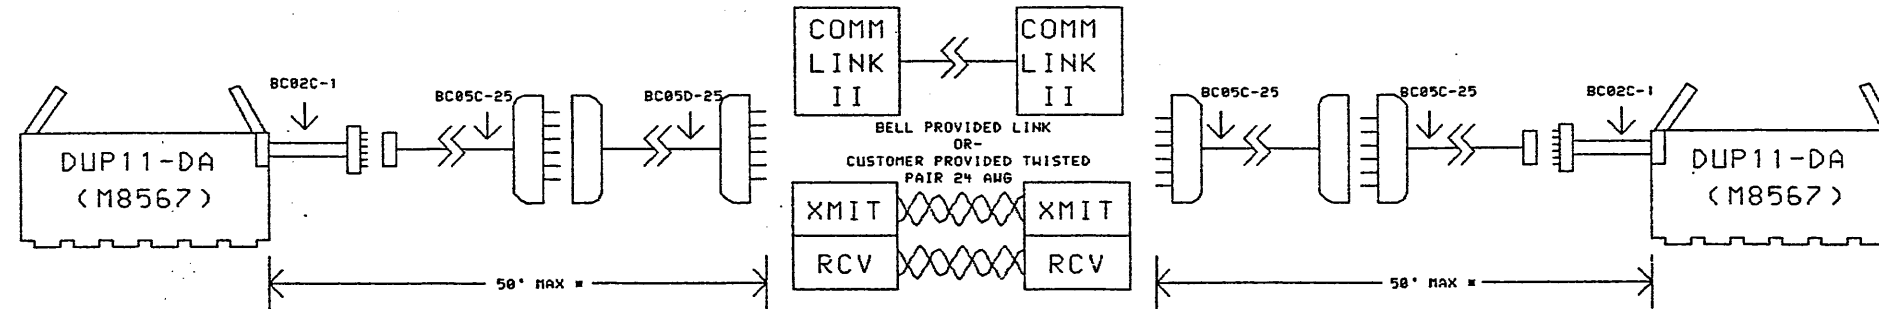 BC02C-1
BC05C-25
BC05D-25
DUP11-DA
(M8567)
50' MAX *
COMM
LINK
II
COMM
LINK
II
BELL PROVIDED LINK
OR-
CUSTOMER PROVIDED TWISTED
PAIR 24 AWG
XMIT
XMIT
RCV
RCV
BC05C-25
BC05C-25
BC02C-1
DUP11-DA
(M8567)
50' MAX *